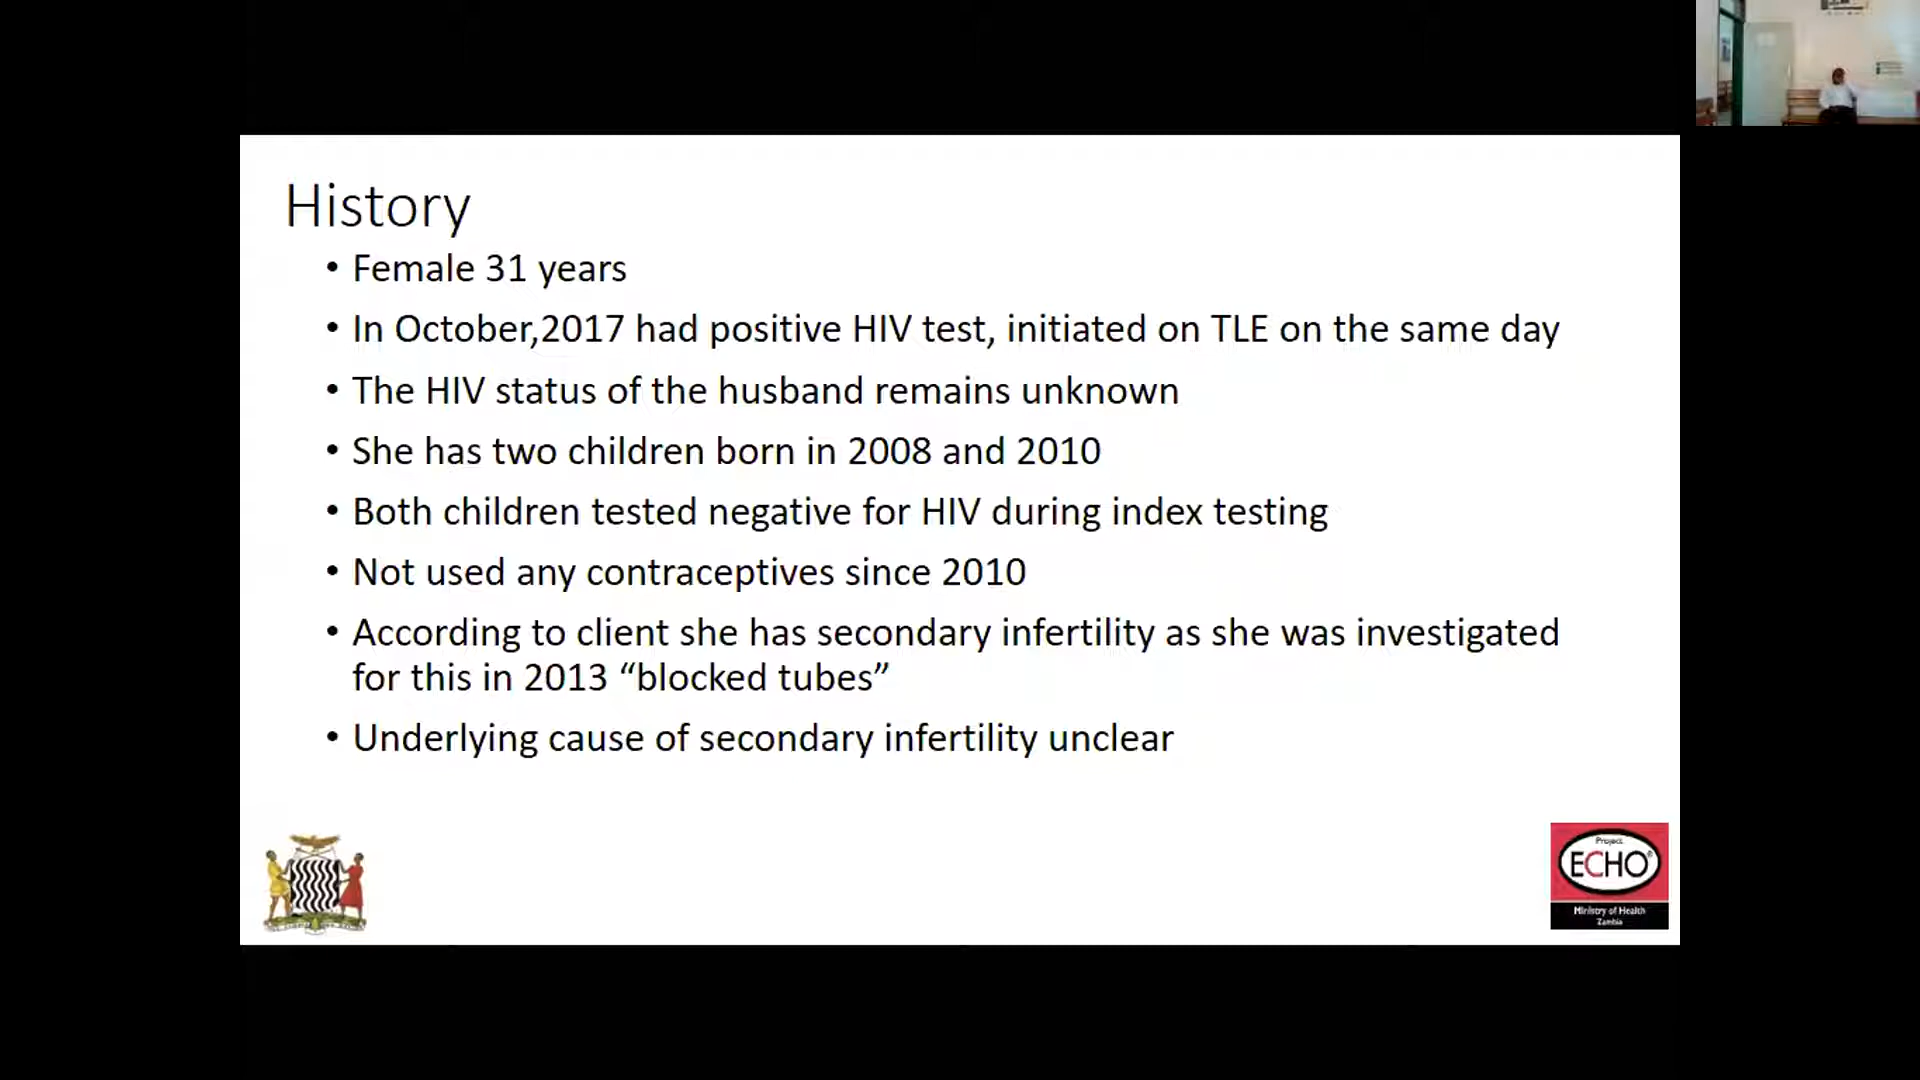 History
• Female 31 years
• In October,2017 had positive HIV test, initiated on TLE on the same day
• The HIV status of the husband remains unknown
• She has two children born in 2008 and 2010
• Both children tested negative for HIV during index testing
• Not used any contraceptives since 2010
• According to client she has secondary infertility as she was investigated
for this in 2013 “blocked tubes”
• Underlying cause of secondary infertility unclear
Project
ECHO®
Ministry of Health
Zambia